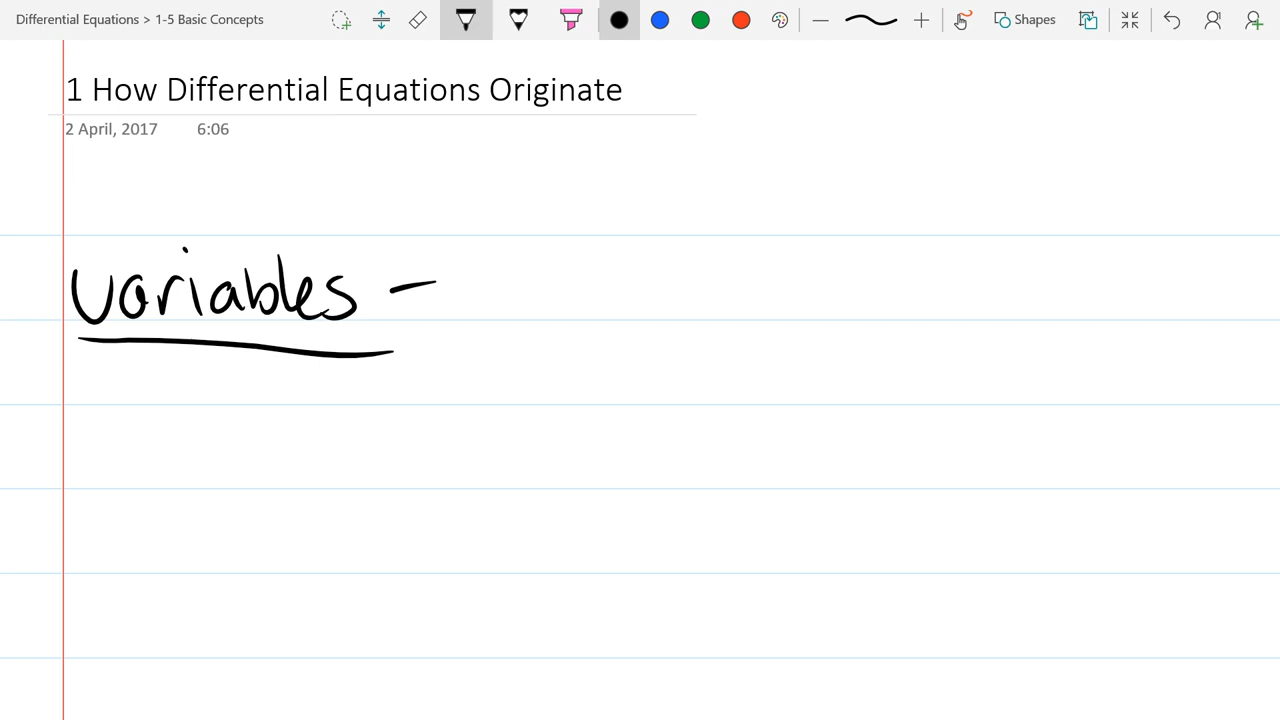 Differential Equations > 1-5 Basic Concepts
Shapes
1 How Differential Equations Originate
2 April, 2017 6:06
variables -